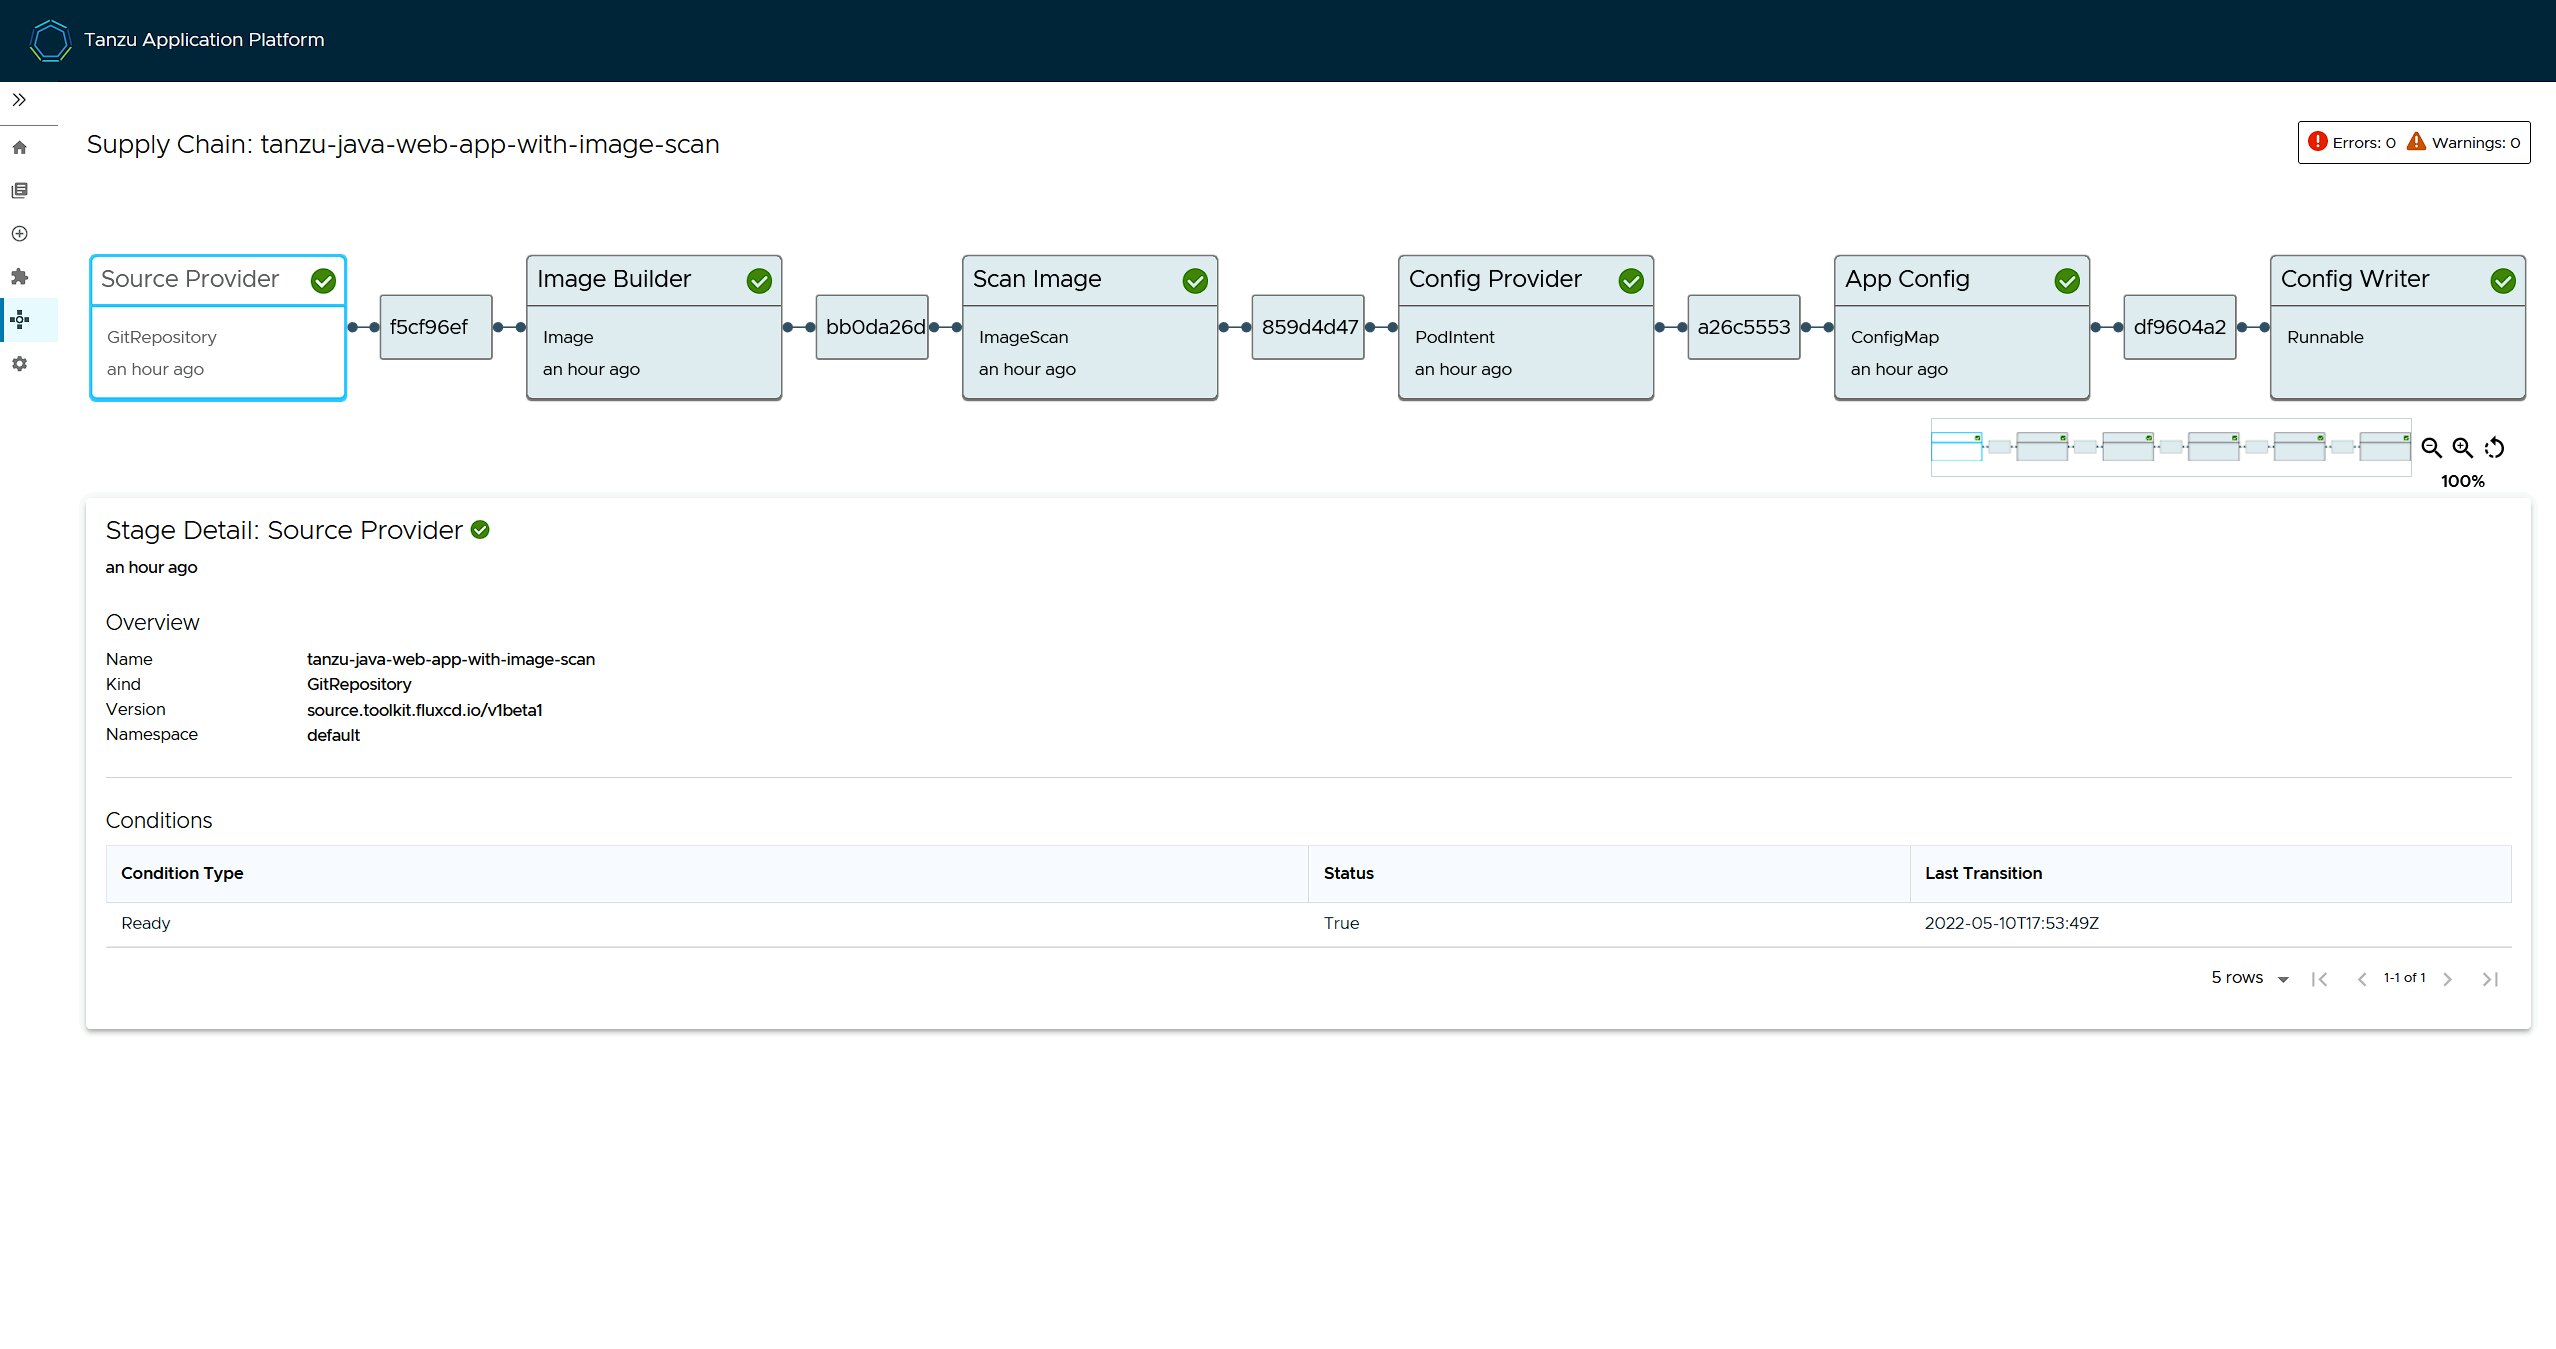 Tanzu Application Platform
Supply Chain: tanzu-java-web-app-with-image-scan
Errors: 0 Warnings: 0
Source Provider
GitRepository
an hour ago
f5cf96ef
Image Builder
Image
an hour ago
bb0da26d
Scan Image
ImageScan
an hour ago
859d4d47
Config Provider
PodIntent
an hour ago
a26c5553
App Config
ConfigMap
an hour ago
df9604a2
Config Writer
Runnable
100%
Stage Detail: Source Provider
an hour ago
Overview
Name tanzu-java-web-app-with-image-scan
Kind GitRepository
Version source.toolkit.fluxcd.io/v1beta1
Namespace default
Conditions
Condition Type Status Last Transition
Ready True 2022-05-10T17:53:49Z
5 rows 1-1 of 1